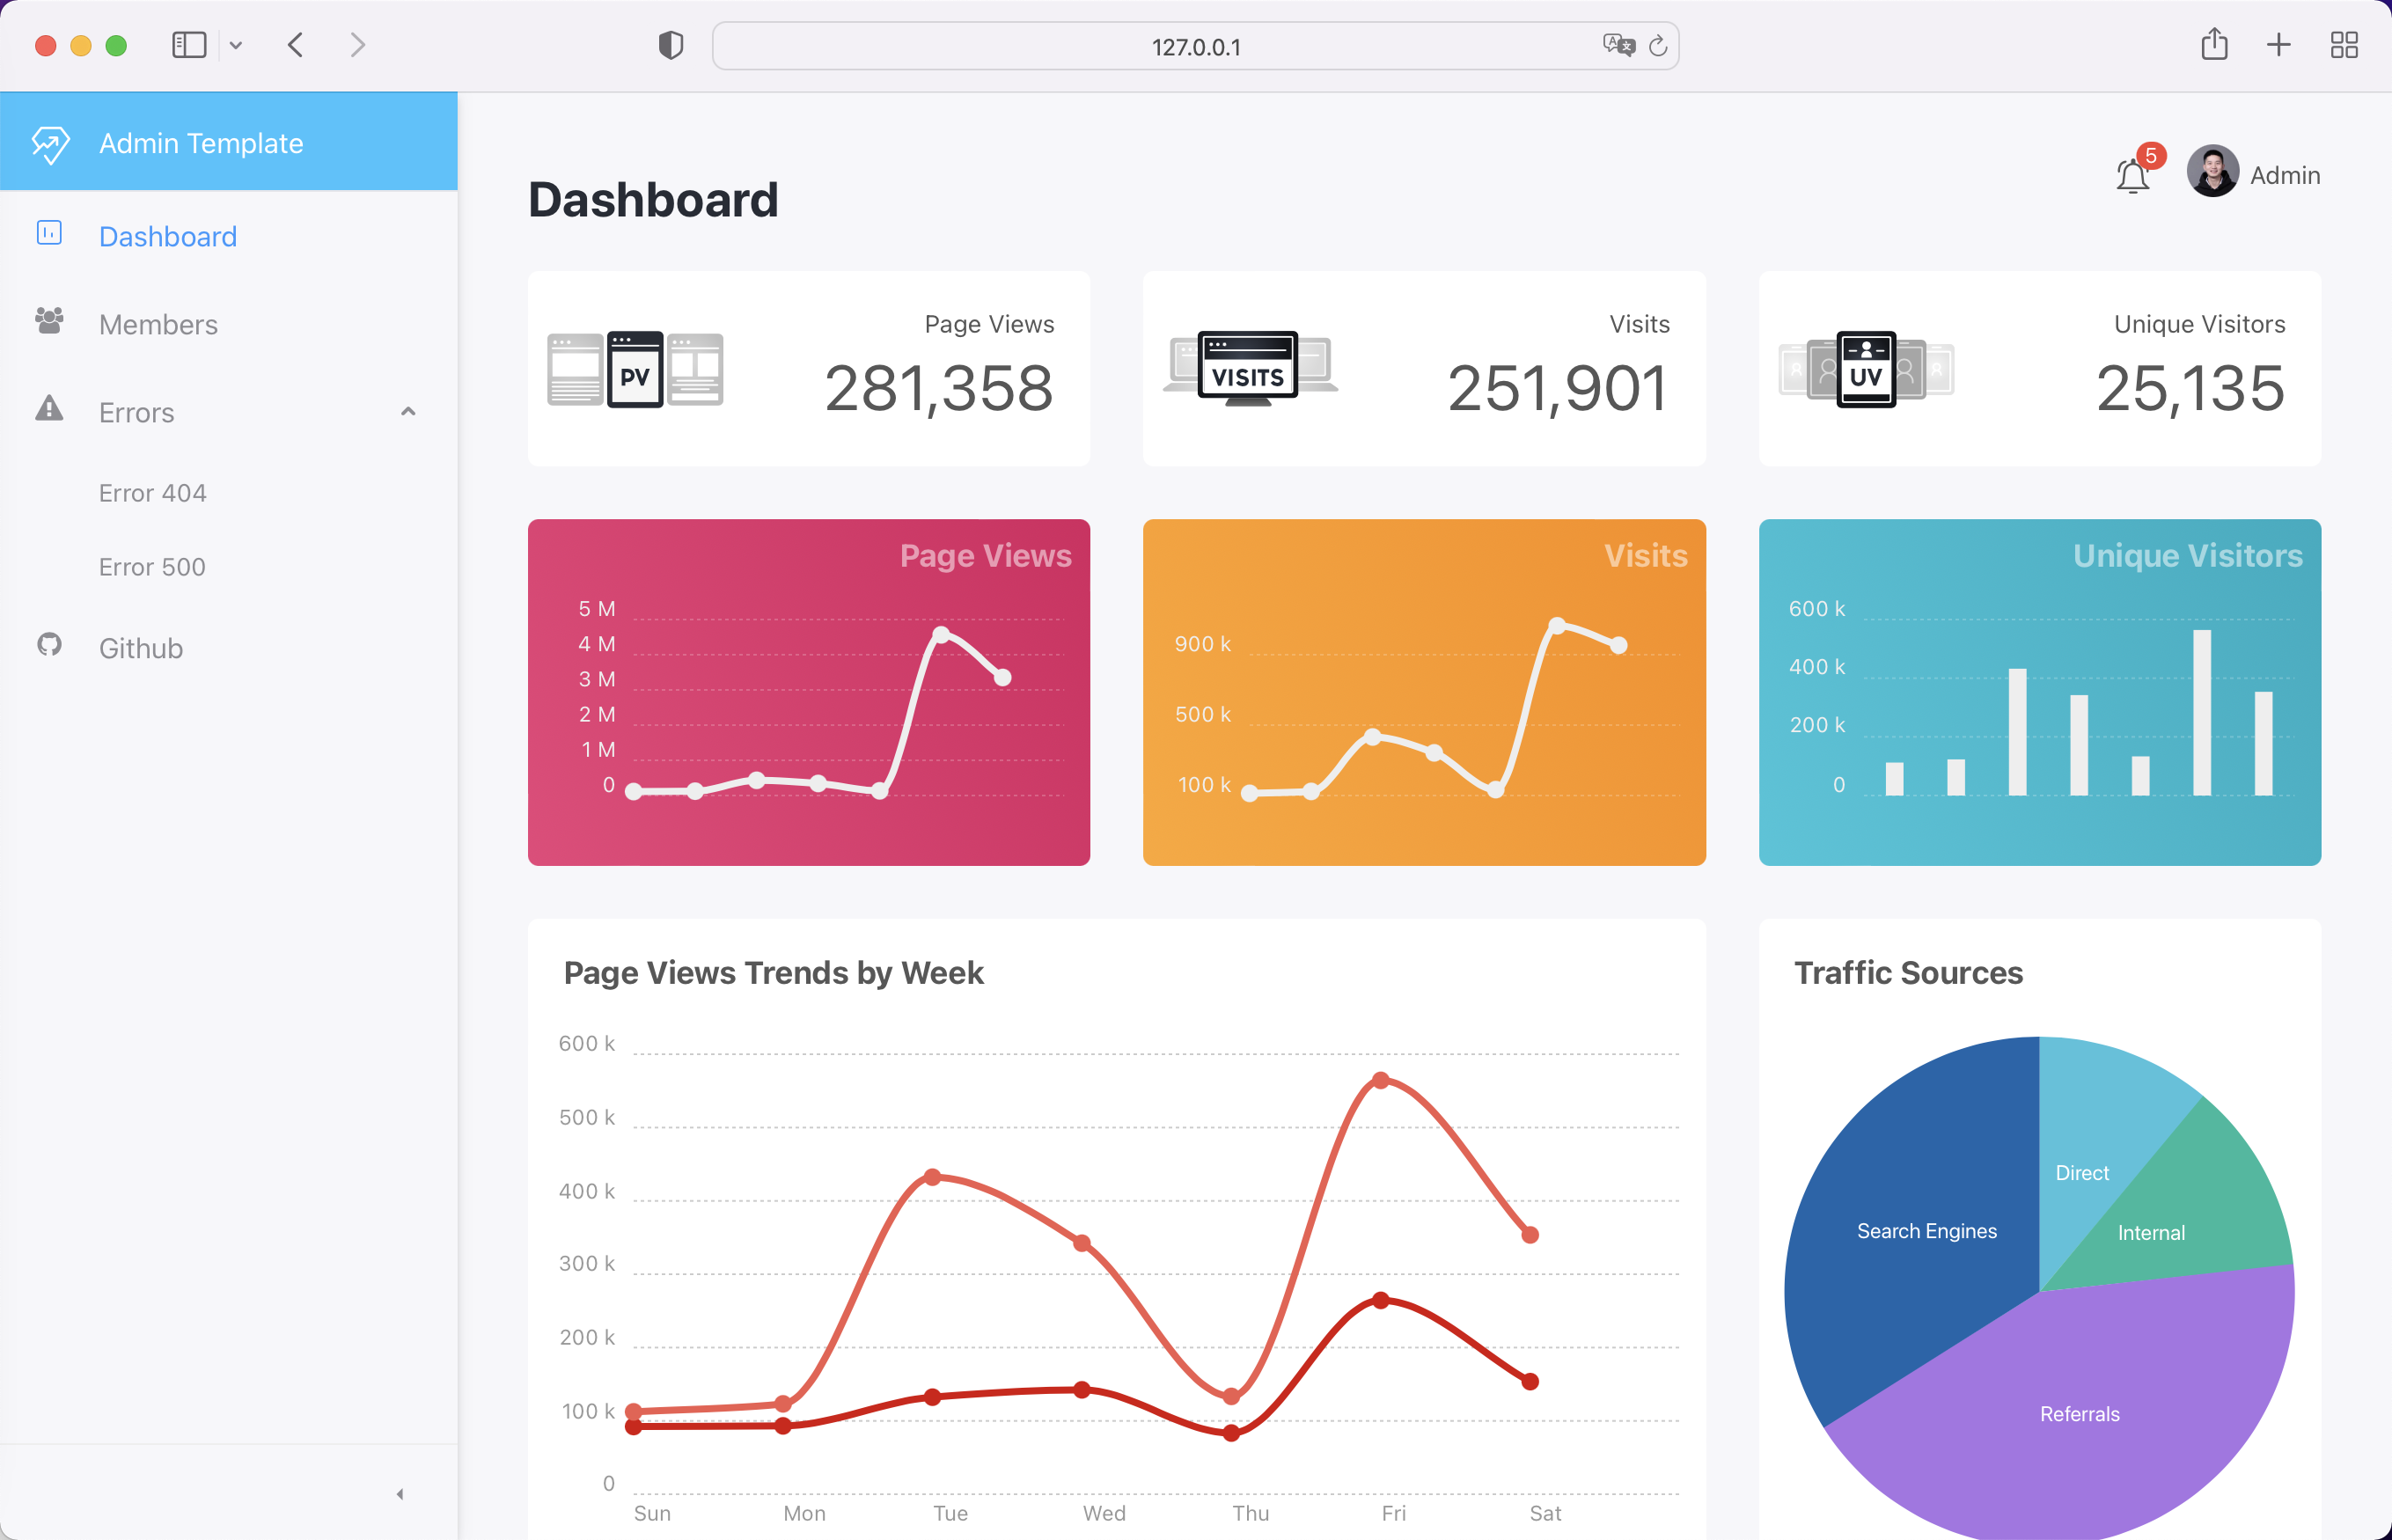 127.0.0.1
Admin Template
Dashboard
Members
Errors
Error 404
Error 500
Github
Dashboard
5
Admin
PV
Page Views
281,358
VISITS
Visits
251,901
UV
Unique Visitors
25,135
Page Views
5 M
4 M
3 M
2 M
1 M
0
Visits
900 k
500 k
100 k
Unique Visitors
600 k
400 k
200 k
0
Page Views Trends by Week
600 k
500 k
400 k
300 k
200 k
100 k
0
Sun Mon Tue Wed Thu Fri Sat
Traffic Sources
Direct
Search Engines
Internal
Referrals